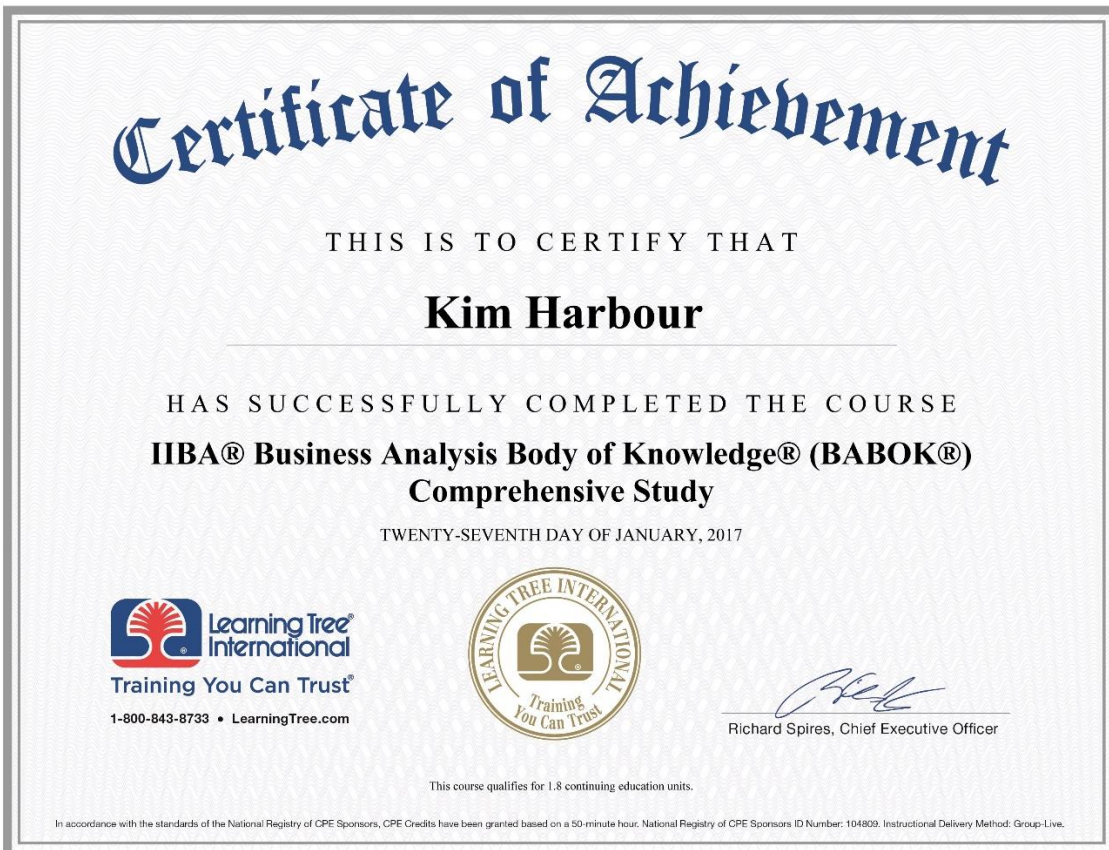 Certificate of Achievement
THIS IS TO CERTIFY THAT
Kim Harbour
HAS SUCCESSFULLY COMPLETED THE COURSE
IIBA® Business Analysis Body of Knowledge® (BABOK®)
Comprehensive Study
TWENTY-SEVENTH DAY OF JANUARY, 2017
Learning Tree®
International
Training You Can Trust®
1-800-843-8733 • LearningTree.com
LEARNING TREE INTERNATIONAL
Training
You Can Trust
Richard Spires, Chief Executive Officer
This course qualifies for 1.8 continuing education units.
In accordance with the standards of the National Registry of CPE Sponsors, CPE Credits have been granted based on a 50-minute hour. National Registry of CPE Sponsors ID Number: 104809. Instructional Delivery Method: Group-Live.